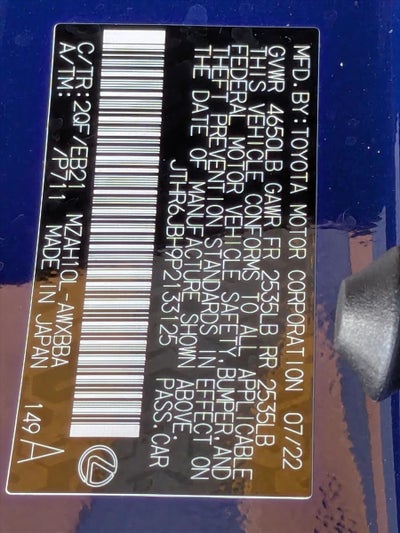 MFD.BY:TOYOTA MOTOR CORPORATION 07/22
GVWR 4650LB GAWR FR 2535LB RR 2535LB
THIS VEHICLE CONFORMS TO ALL APPLICABLE
FEDERAL MOTOR VEHICLE SAFETY,BUMPER,AND
THEFT PREVENTION STANDARDS IN EFFECT ON
THE DATE OF MANUFACTURE SHOWN ABOVE.
JTHR6JBH9P2133125 PASS.CAR
C/TR:2QF/EB21 MZAH10L-AWXBBA
A/TM: /P711 MADE IN JAPAN
149 A